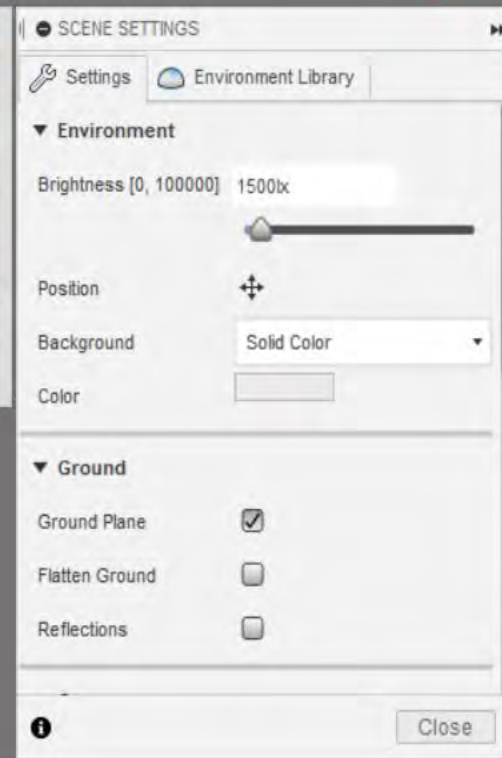 SCENE SETTINGS
Settings
Environment Library
Environment
Brightness [0, 100000] 1500lx
Position
Background Solid Color
Color
Ground
Ground Plane
Flatten Ground
Reflections
Close